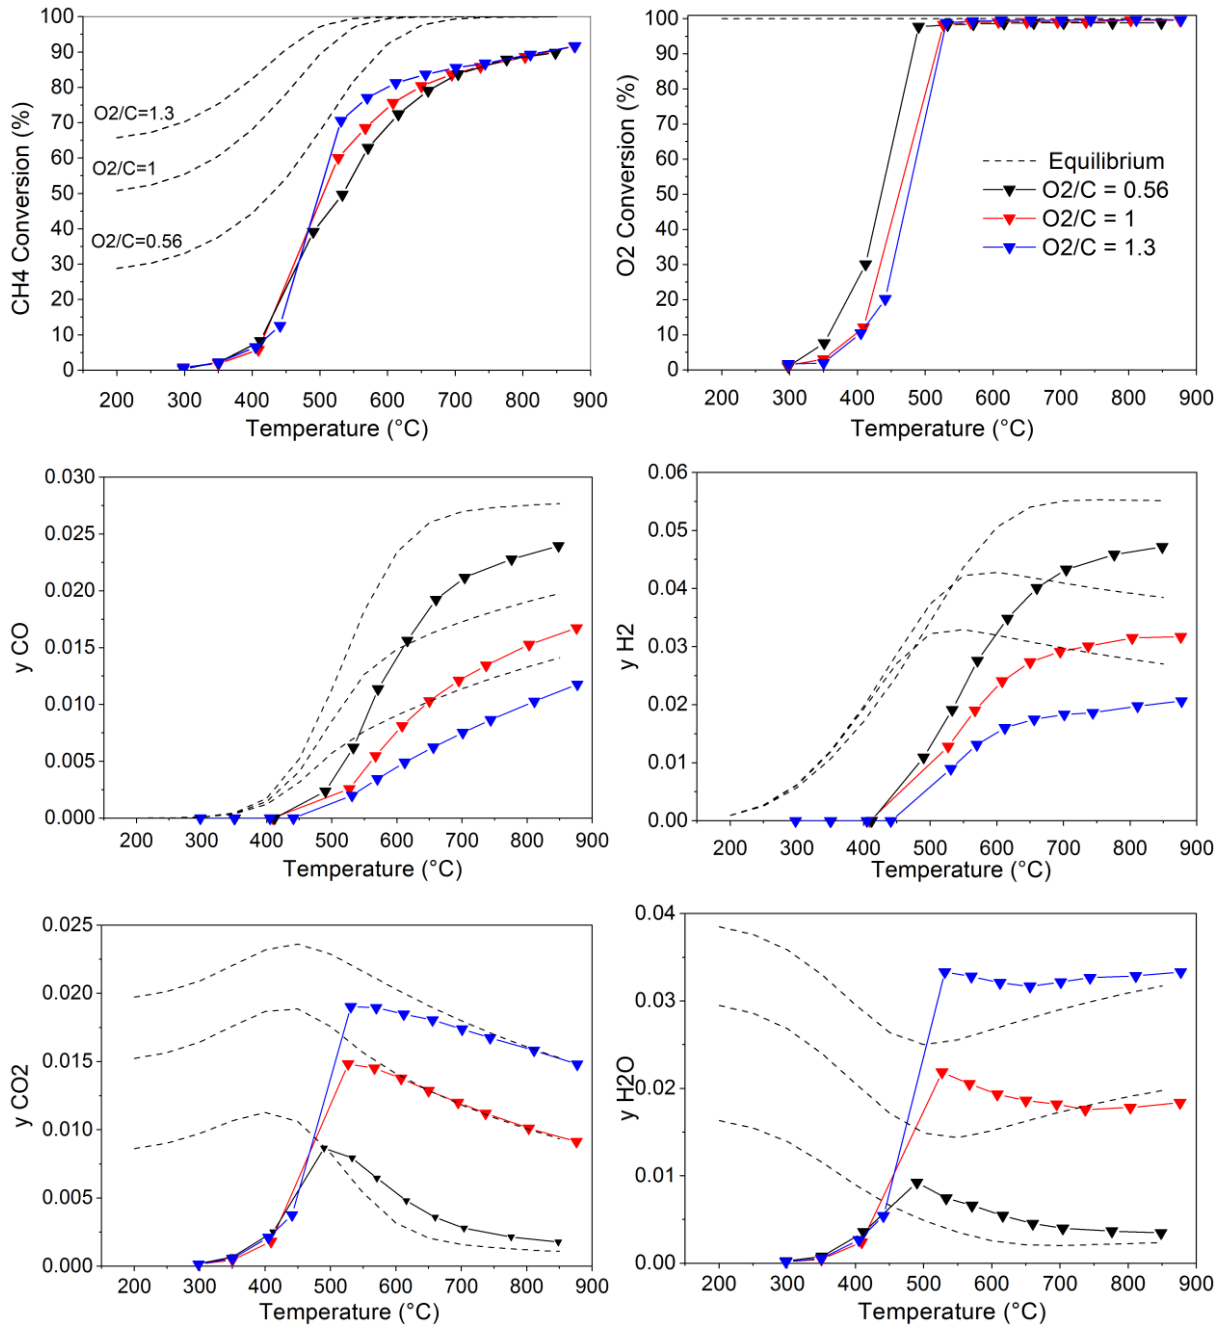 CH4 Conversion (%)
100
90
80
70
60
50
40
30
20
10
0
O2/C=1.3
O2/C=1
O2/C=0.56
200 300 400 500 600 700 800 900
Temperature (°C)
O2 Conversion (%)
100
90
80
70
60
50
40
30
20
10
0
Equilibrium
O2/C = 0.56
O2/C = 1
O2/C = 1.3
200 300 400 500 600 700 800 900
Temperature (°C)
y CO
0.030
0.025
0.020
0.015
0.010
0.005
0.000
200 300 400 500 600 700 800 900
Temperature (°C)
y H2
0.06
0.05
0.04
0.03
0.02
0.01
0.00
200 300 400 500 600 700 800 900
Temperature (°C)
y CO2
0.025
0.020
0.015
0.010
0.005
0.000
200 300 400 500 600 700 800 900
Temperature (°C)
y H2O
0.04
0.03
0.02
0.01
0.00
200 300 400 500 600 700 800 900
Temperature (°C)